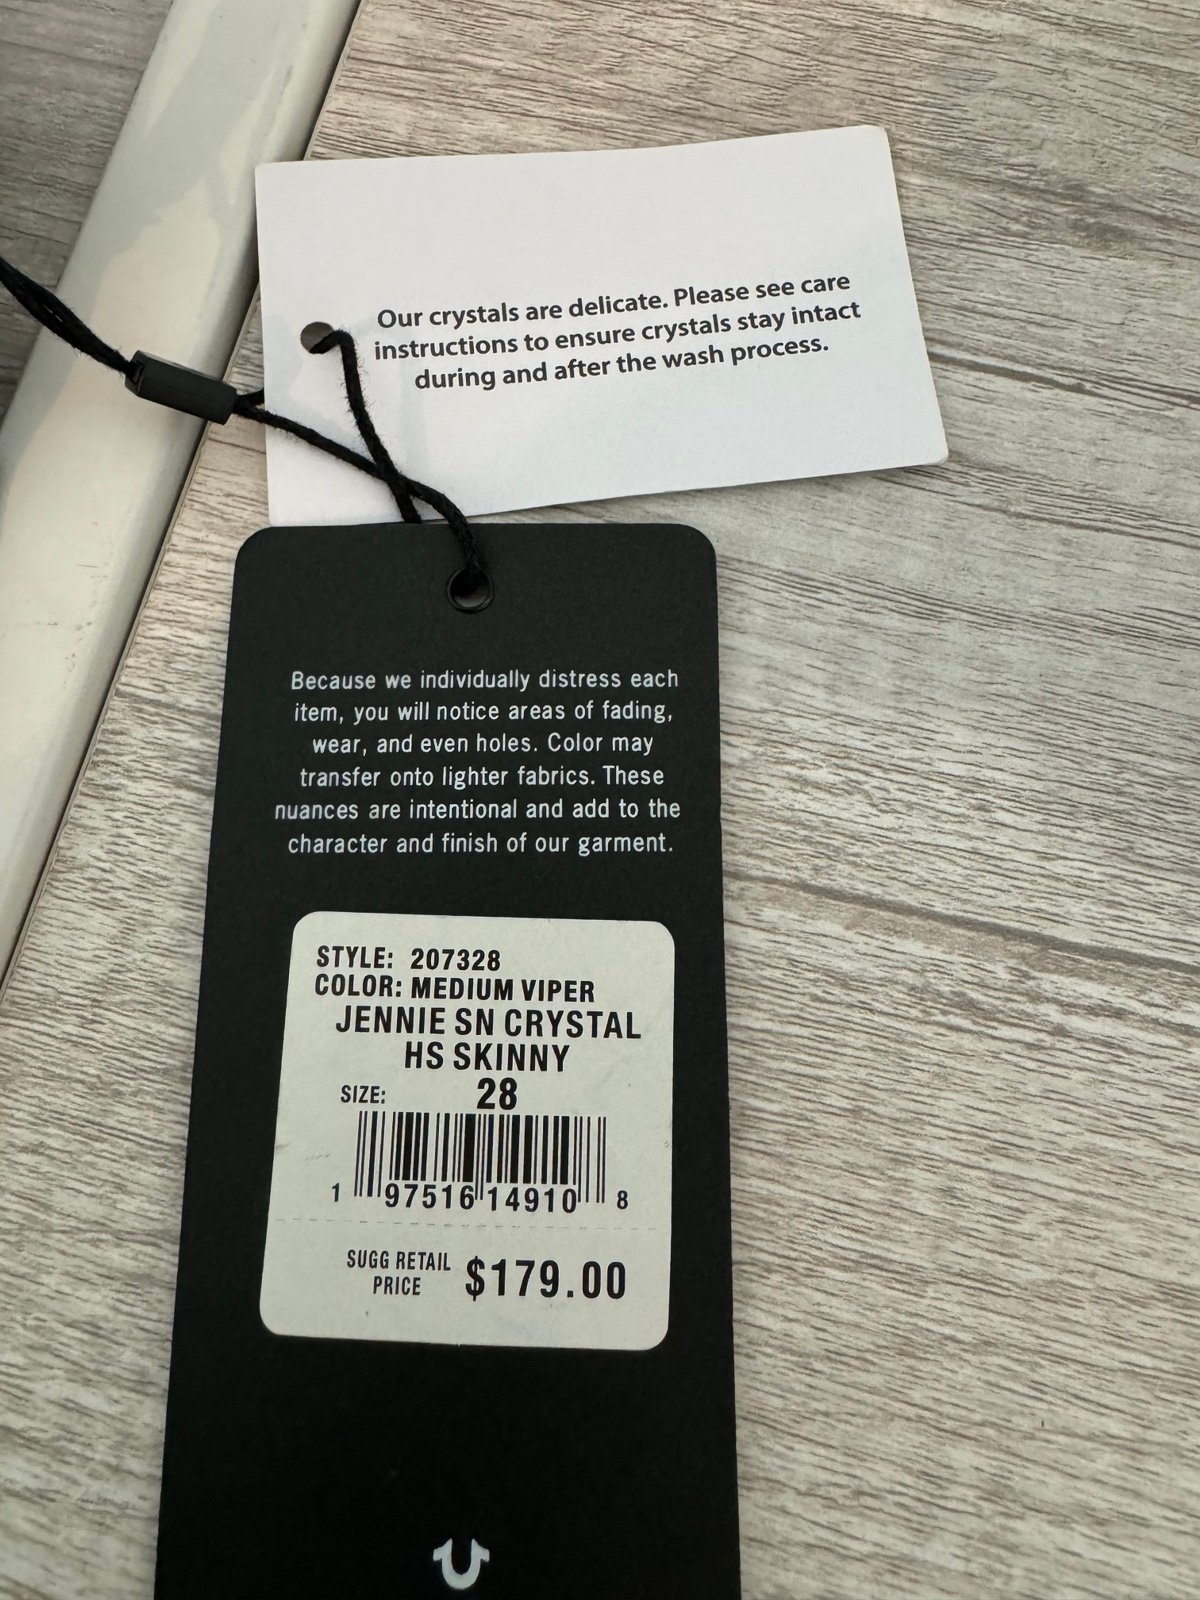 Our crystals are delicate. Please see care
instructions to ensure crystals stay intact
during and after the wash process.
Because we individually distress each
item, you will notice areas of fading,
wear, and even holes. Color may
transfer onto lighter fabrics. These
nuances are intentional and add to the
character and finish of our garment.
STYLE: 207328
COLOR: MEDIUM VIPER
JENNIE SN CRYSTAL
HS SKINNY
SIZE: 28
1 97516 14910 8
SUGG RETAIL
PRICE $179.00